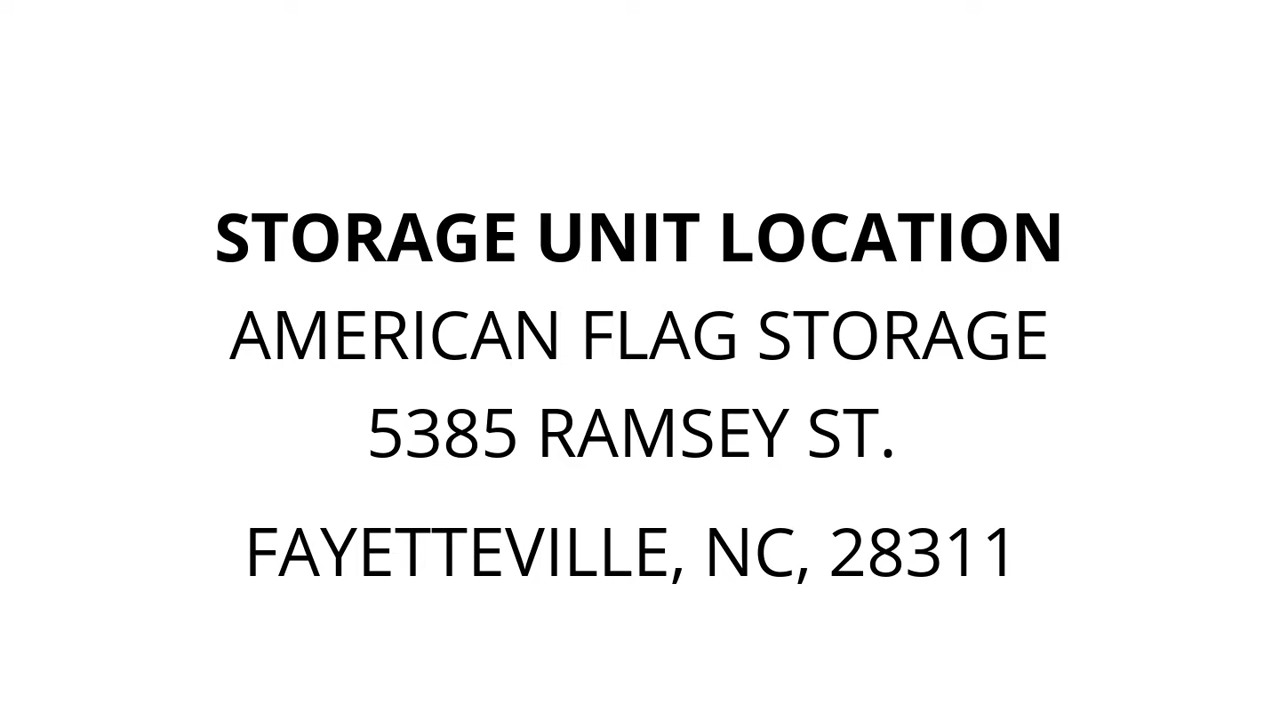 STORAGE UNIT LOCATION
AMERICAN FLAG STORAGE
5385 RAMSEY ST.
FAYETTEVILLE, NC, 28311